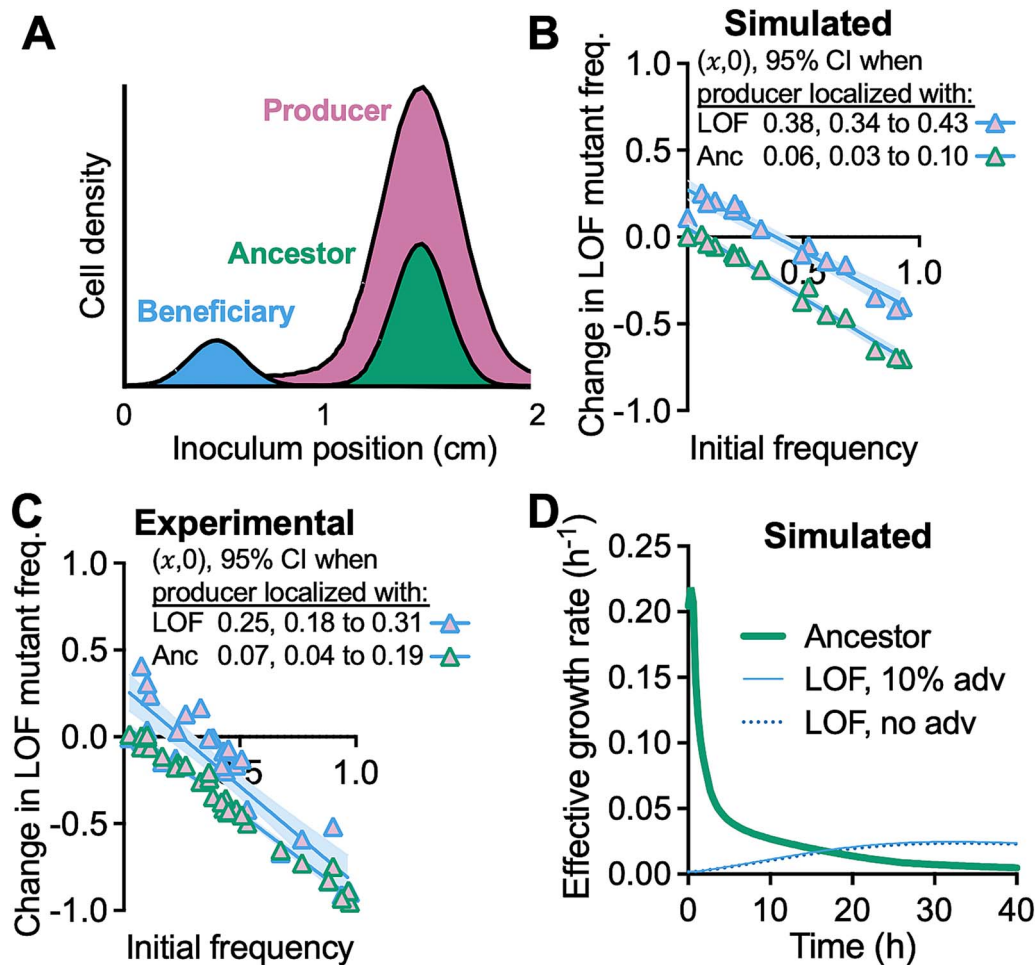 A
Cell density
Producer
Ancestor
Beneficiary
0
1
2
Inoculum position (cm)
B
Simulated
Change in LOF mutant freq.
(x,0), 95% CI when
producer localized with:
LOF 0.38, 0.34 to 0.43
Anc 0.06, 0.03 to 0.10
1.0
0.5
0.0
-0.5
-1.0
0.5
1.0
Initial frequency
C
Experimental
Change in LOF mutant freq.
(x,0), 95% CI when
producer localized with:
LOF 0.25, 0.18 to 0.31
Anc 0.07, 0.04 to 0.19
1.0
0.5
0.0
-0.5
-1.0
5
1.0
Initial frequency
D
Simulated
Effective growth rate (h-1)
0.25
0.20
0.15
0.10
0.05
0.00
Ancestor
LOF, 10% adv
LOF, no adv
0
10
20
30
40
Time (h)